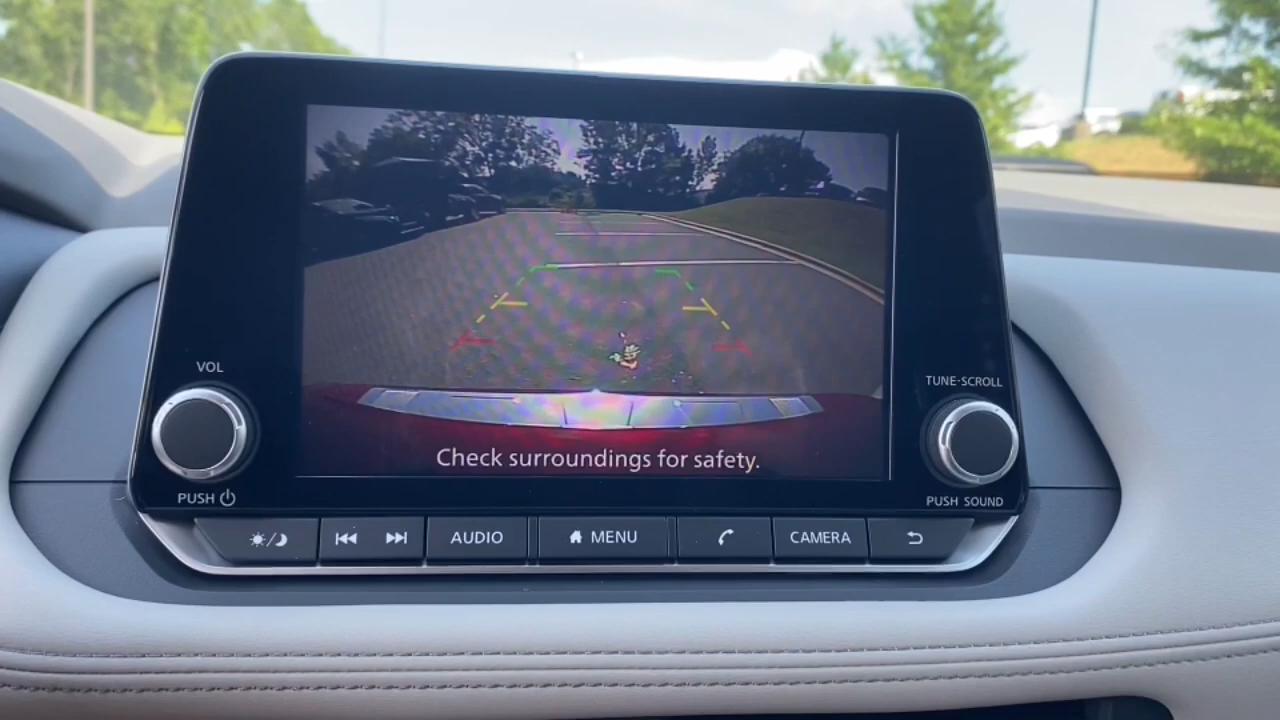 Check surroundings for safety.
VOL
PUSH
TUNE·SCROLL
PUSH SOUND
AUDIO
MENU
CAMERA